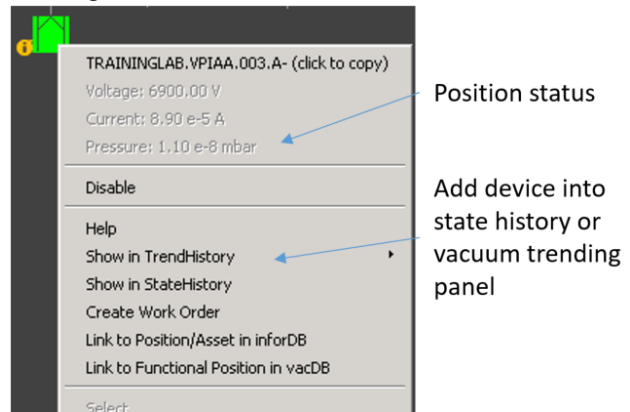 i
TRAININGLAB.VPIAA.003.A- (click to copy)
Voltage: 6900.00 V
Current: 8.90 e-5 A
Pressure: 1.10 e-8 mbar
Disable
Help
Show in TrendHistory
Show in StateHistory
Create Work Order
Link to Position/Asset in inforDB
Link to Functional Position in vacDB
Select
Position status
Add device into
state history or
vacuum trending
panel